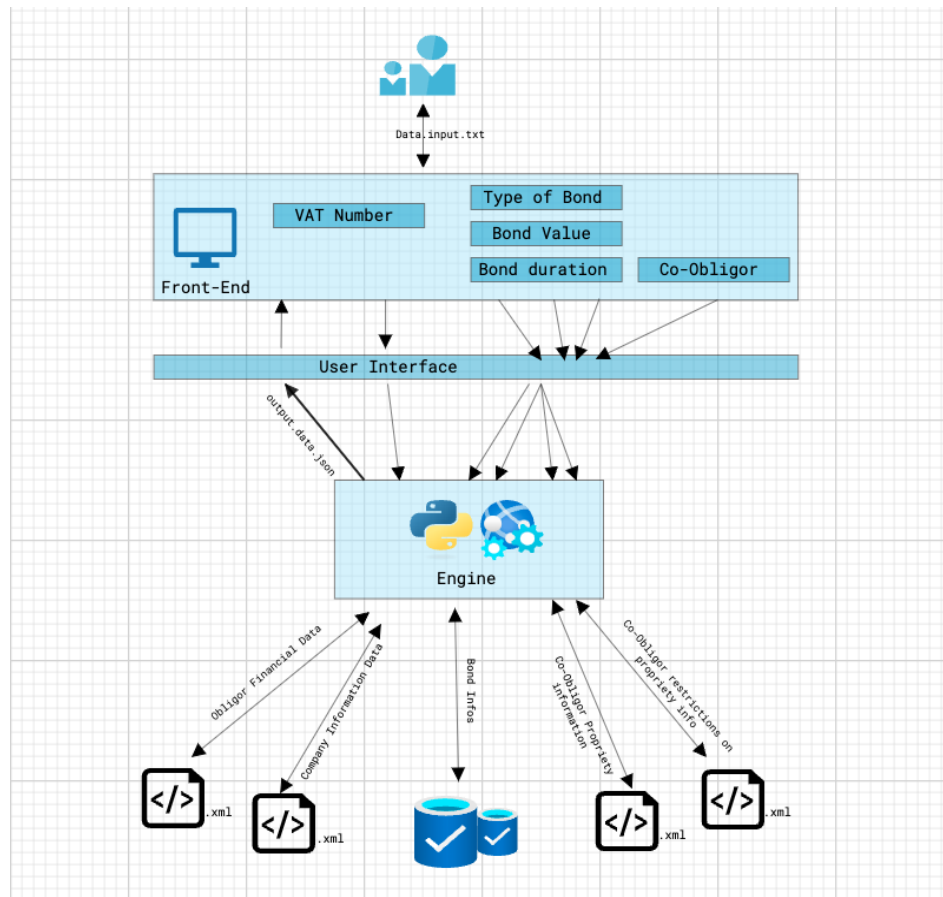 Data.input.txt
VAT Number
Type of Bond
Bond Value
Bond duration
Co-Obligor
Front-End
User Interface
output.data.json
Engine
Obligor Financial Data
Company Information Data
Bond Infos
Co-Obligor Propriety
information
Co-Obligor restrictions on
propriety info
</>
.xml
</>
.xml
</>
.xml
</>
.xml